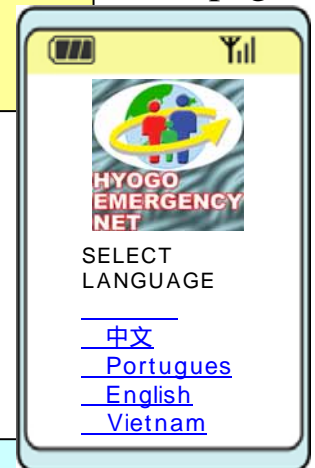 HYOGO
EMERGENCY
NET
SELECT
LANGUAGE
中文
Portugues
English
Vietnam